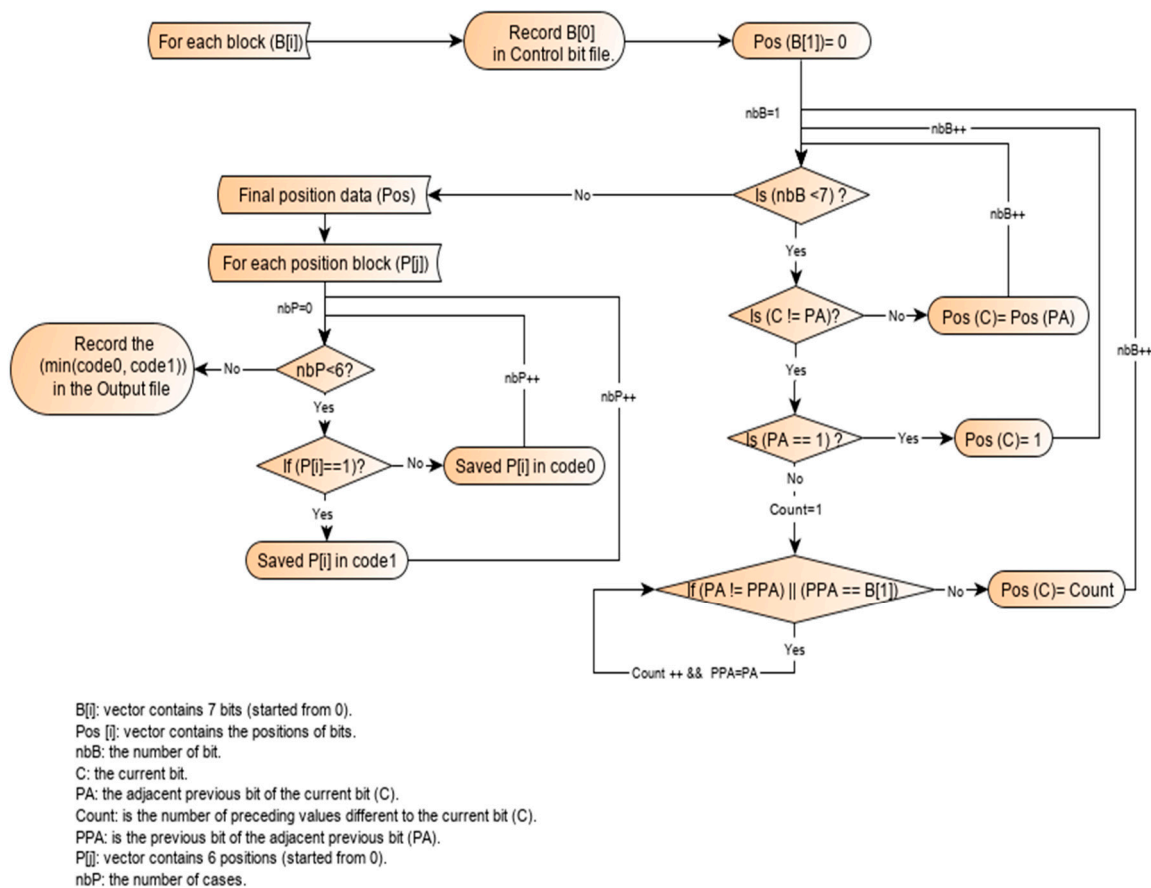 For each block (B[i])
Record B[0]
in Control bit file.
Pos (B[1])= 0
nbB=1
nbB++
nbB++
nbB++
Is (nbB <7) ?
No
Yes
Final position data (Pos)
For each position block (P[j])
nbP=0
Is (C != PA)?
No
Pos (C)= Pos (PA)
Yes
Record the
(min(code0, code1))
in the Output file
No
nbP<6?
nbP++
nbP++
Yes
Is (PA == 1) ?
Yes
Pos (C)= 1
No
Count=1
If (P[i]==1)?
No
Saved P[i] in code0
Yes
Saved P[i] in code1
If (PA != PPA) || (PPA == B[1])
No
Pos (C)= Count
Yes
Count ++ &&  PPA=PA
B[i]: vector contains 7 bits (started from 0).
Pos [i]: vector contains the positions of bits.
nbB: the number of bit.
C: the current bit.
PA: the adjacent previous bit of the current bit (C).
Count: is the number of preceding values different to the current bit (C).
PPA: is the previous bit of the adjacent previous bit (PA).
P[j]: vector contains 6 positions (started from 0).
nbP: the number of cases.